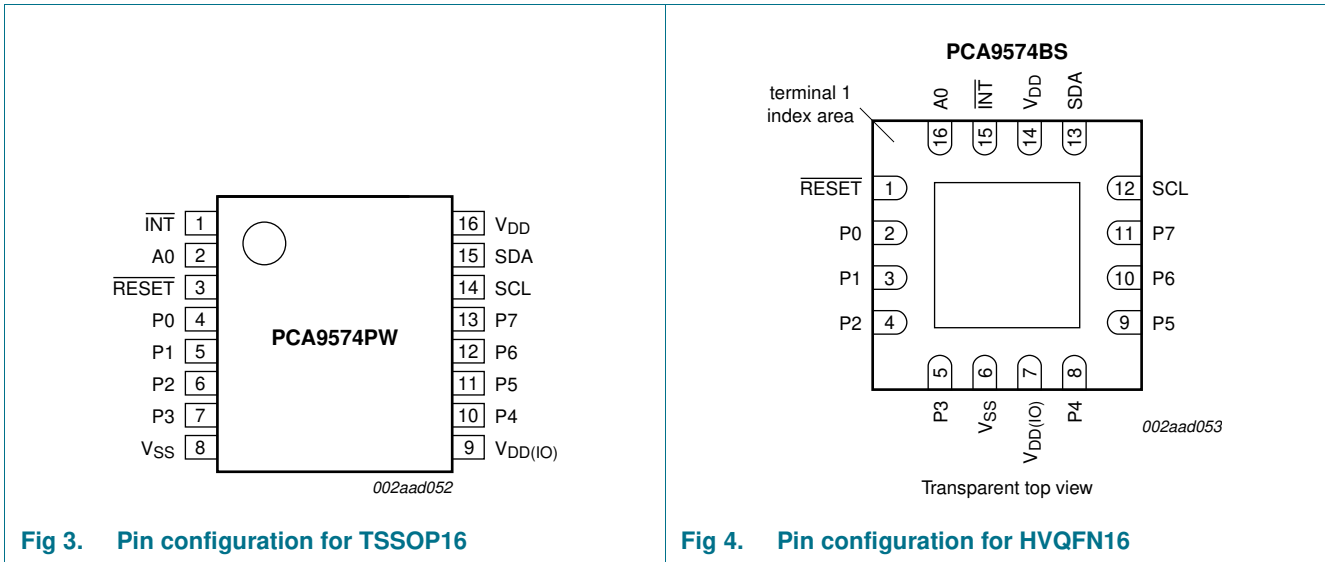 I̅N̅T̅ 1
A0 2
R̅E̅S̅E̅T̅ 3
P0 4
P1 5
P2 6
P3 7
VSS 8
PCA9574PW
16 VDD
15 SDA
14 SCL
13 P7
12 P6
11 P5
10 P4
9 VDD(IO)
002aad052
Fig 3. Pin configuration for TSSOP16
PCA9574BS
terminal 1
index area
A0 I̅N̅T̅ VDD SDA
16 15 14 13
R̅E̅S̅E̅T̅ 1
P0 2
P1 3
P2 4
12 SCL
11 P7
10 P6
9 P5
5 6 7 8
P3 VSS VDD(IO) P4
002aad053
Transparent top view
Fig 4. Pin configuration for HVQFN16